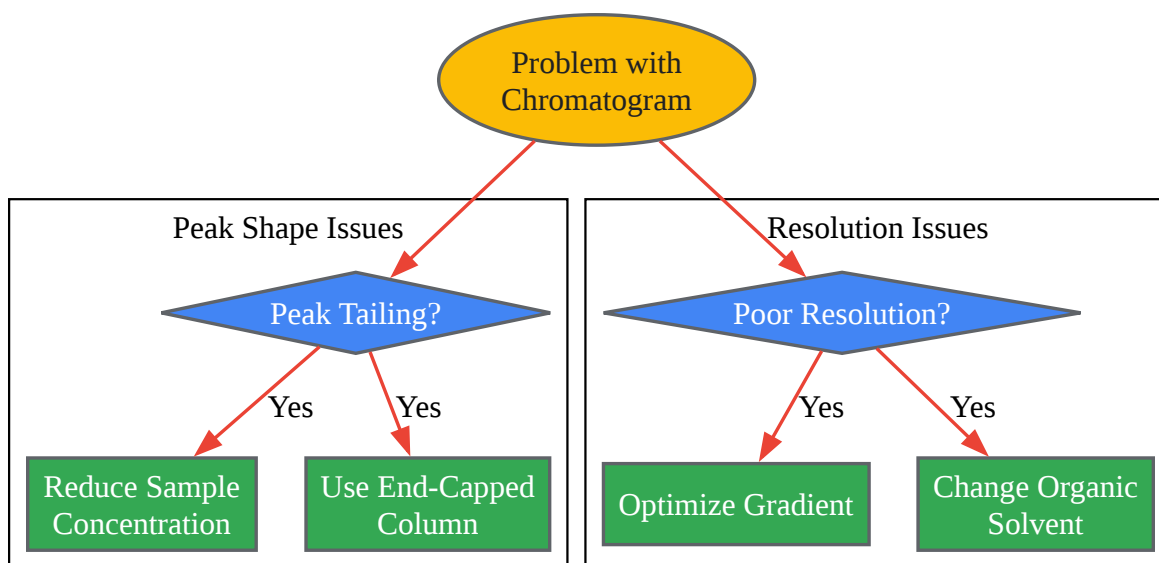 Problem with
Chromatogram
Peak Shape Issues
Resolution Issues
Peak Tailing?
Poor Resolution?
Yes
Yes
Yes
Yes
Reduce Sample
Concentration
Use End-Capped
Column
Optimize Gradient
Change Organic
Solvent